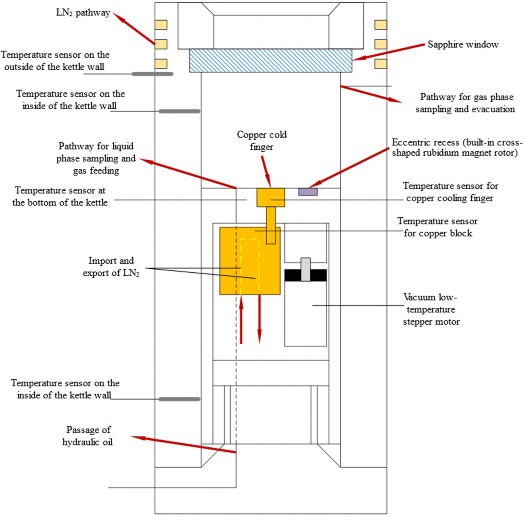 LN₂ pathway
Sapphire window
Temperature sensor on the
outside of the kettle wall
Temperature sensor on the
inside of the kettle wall
Pathway for gas phase
sampling and evacuation
Copper cold
finger
Pathway for liquid
phase sampling and
gas feeding
Eccentric recess (built-in cross-
shaped rubidium magnet rotor)
Temperature sensor at
the bottom of the kettle
Temperature sensor for
copper cooling finger
Temperature sensor
for copper block
Import and
export of LN₂
Vacuum low-
temperature
stepper motor
Temperature sensor on the
inside of the kettle wall
Passage of
hydraulic oil